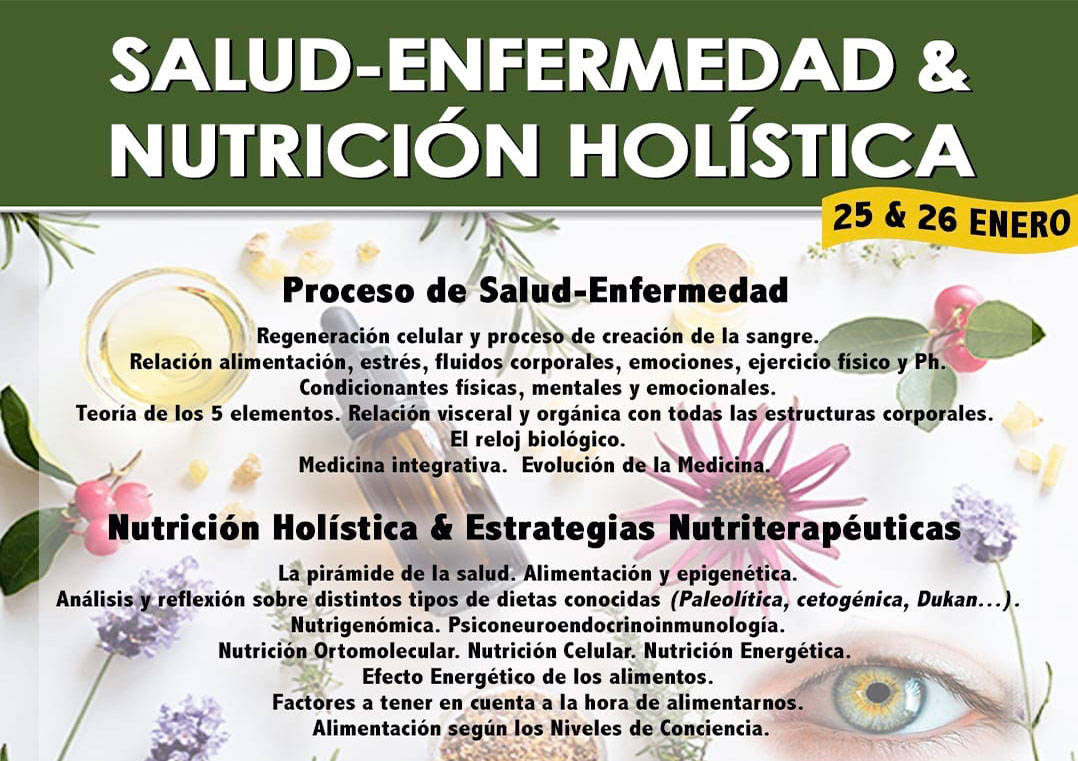 SALUD-ENFERMEDAD &
NUTRICIÓN HOLÍSTICA
25 & 26 ENERO
Proceso de Salud-Enfermedad
Regeneración celular y proceso de creación de la sangre.
Relación alimentación, estrés, fluidos corporales, emociones, ejercicio físico y Ph.
Condicionantes físicas, mentales y emocionales.
Teoría de los 5 elementos. Relación visceral y orgánica con todas las estructuras corporales.
El reloj biológico.
Medicina integrativa. Evolución de la Medicina.
Nutrición Holística & Estrategias Nutriterapéuticas
La pirámide de la salud. Alimentación y epigenética.
Análisis y reflexión sobre distintos tipos de dietas conocidas (Paleolítica, cetogénica, Dukan...).
Nutrigenómica. Psiconeuroendocrinoinmunología.
Nutrición Ortomolecular. Nutrición Celular. Nutrición Energética.
Efecto Energético de los alimentos.
Factores a tener en cuenta a la hora de alimentarnos.
Alimentación según los Niveles de Conciencia.